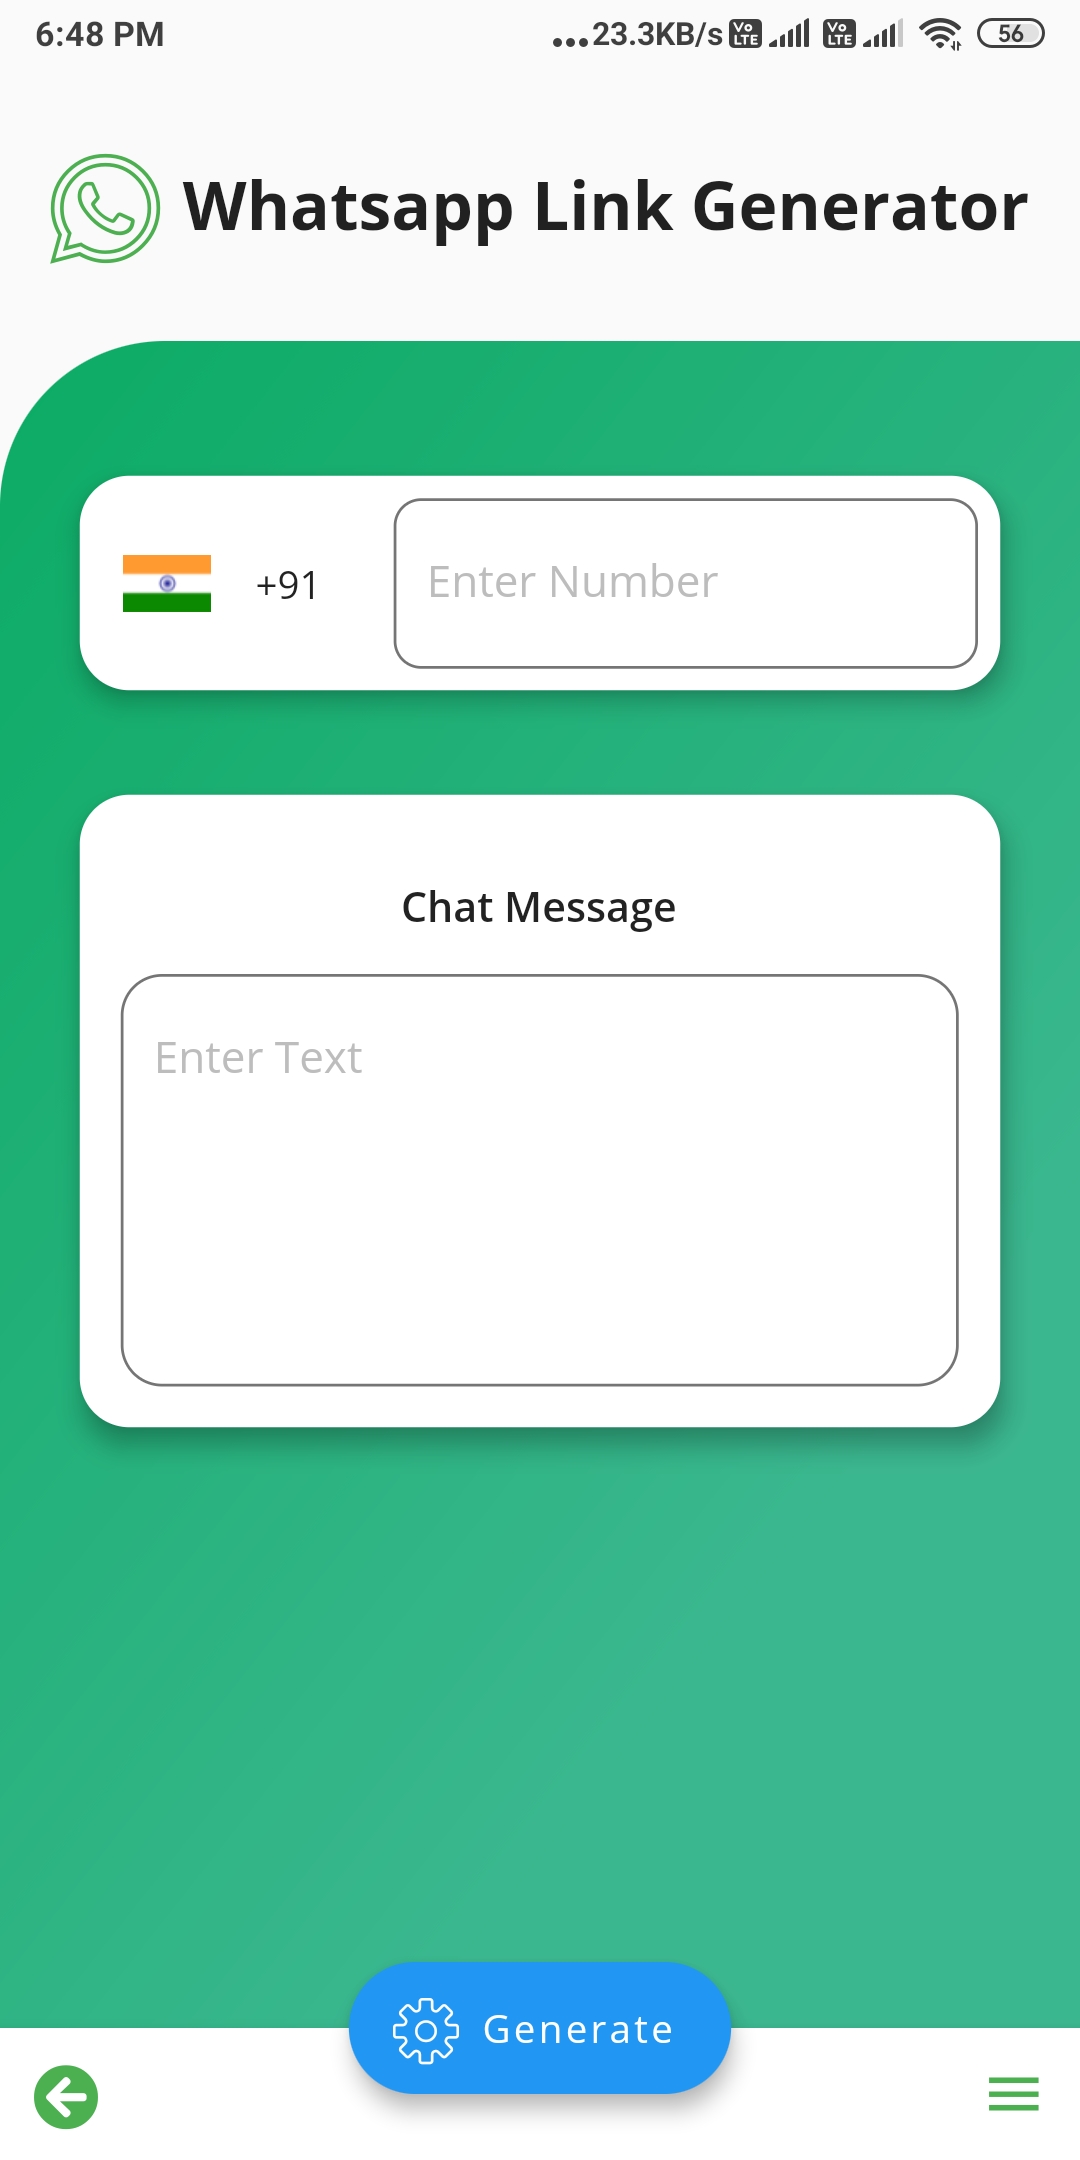 6:48 PM ...23.3KB/s Vo LTE Vo LTE 56
Whatsapp Link Generator
+91 Enter Number
Chat Message
Enter Text
Generate